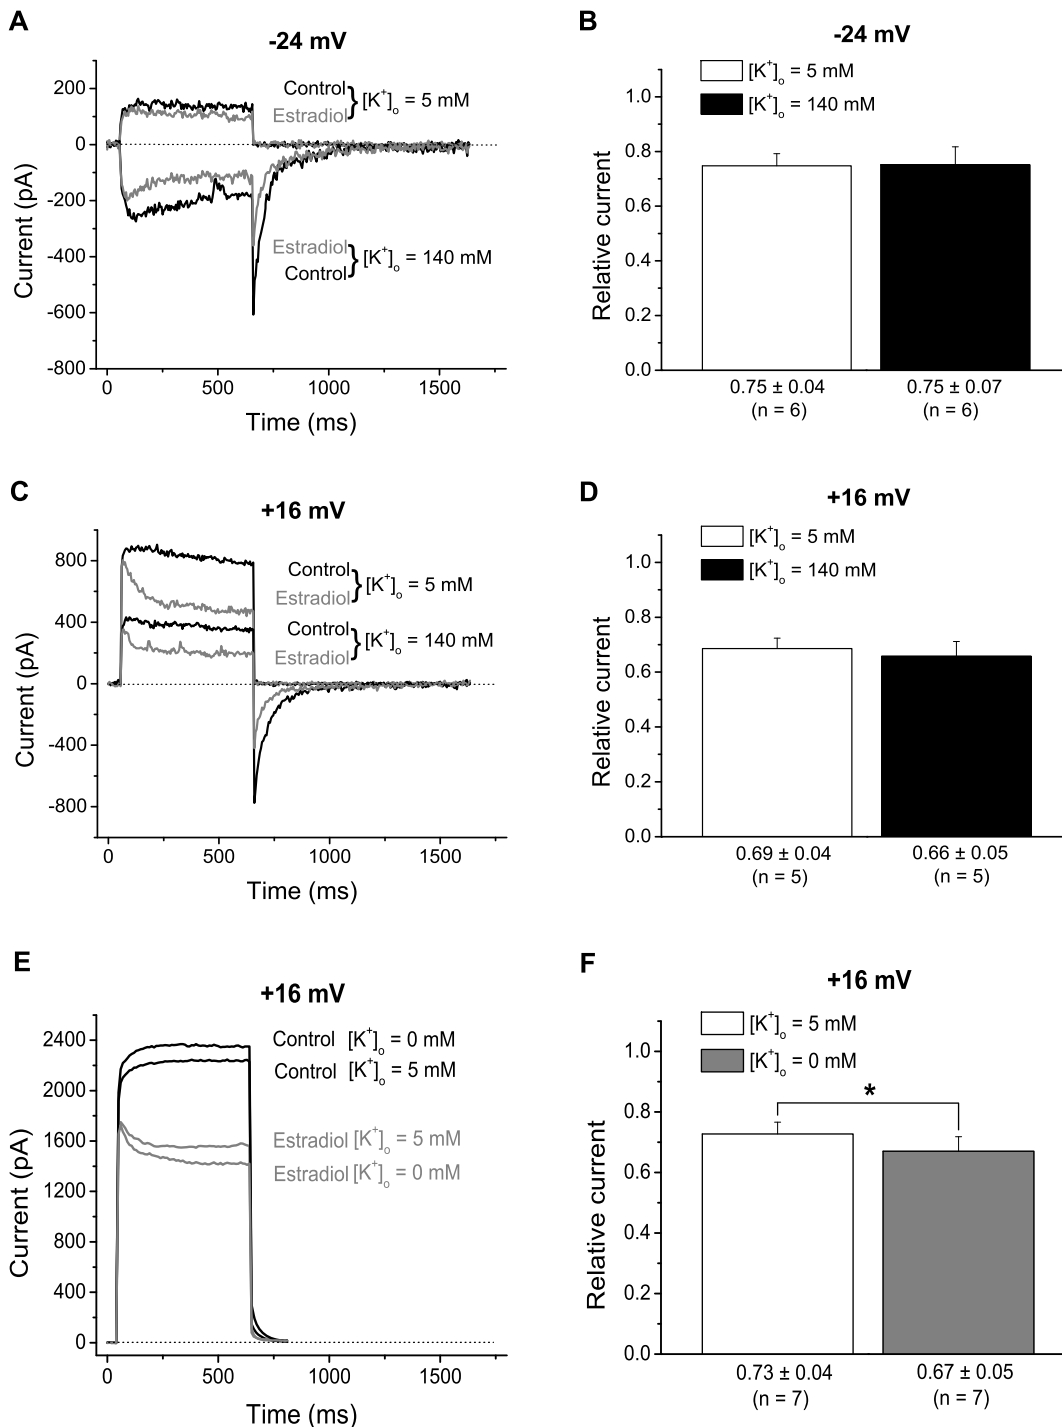 A
-24 mV
200
0
-200
-400
-600
-800
Current (pA)
Control
Estradiol
} [K⁺]ₒ = 5 mM
Estradiol
Control
} [K⁺]ₒ = 140 mM
0 500 1000 1500
Time (ms)
B
-24 mV
[K⁺]ₒ = 5 mM
[K⁺]ₒ = 140 mM
1.0
0.8
0.6
0.4
0.2
0.0
Relative current
0.75 ± 0.04 0.75 ± 0.07
(n = 6) (n = 6)
C
+16 mV
800
400
0
-400
-800
Current (pA)
Control
Estradiol
} [K⁺]ₒ = 5 mM
Control
Estradiol
} [K⁺]ₒ = 140 mM
0 500 1000 1500
Time (ms)
D
+16 mV
[K⁺]ₒ = 5 mM
[K⁺]ₒ = 140 mM
1.0
0.8
0.6
0.4
0.2
0.0
Relative current
0.69 ± 0.04 0.66 ± 0.05
(n = 5) (n = 5)
E
+16 mV
2400
2000
1600
1200
800
400
0
Current (pA)
Control [K⁺]ₒ = 0 mM
Control [K⁺]ₒ = 5 mM
Estradiol [K⁺]ₒ = 5 mM
Estradiol [K⁺]ₒ = 0 mM
0 500 1000 1500
Time (ms)
F
+16 mV
[K⁺]ₒ = 5 mM
[K⁺]ₒ = 0 mM
*
1.0
0.8
0.6
0.4
0.2
0.0
Relative current
0.73 ± 0.04 0.67 ± 0.05
(n = 7) (n = 7)